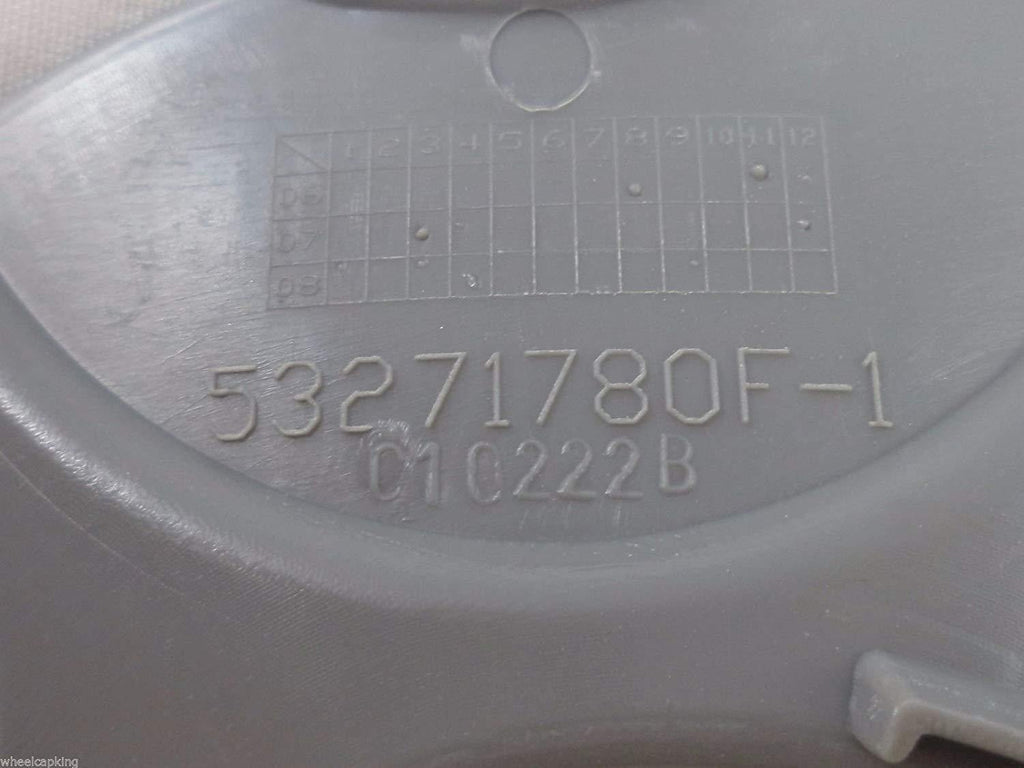 1 2 3 4 5 6 7 8 9 10 11 12
06
07
08
53271780F-1
C10222B
wheelcapking